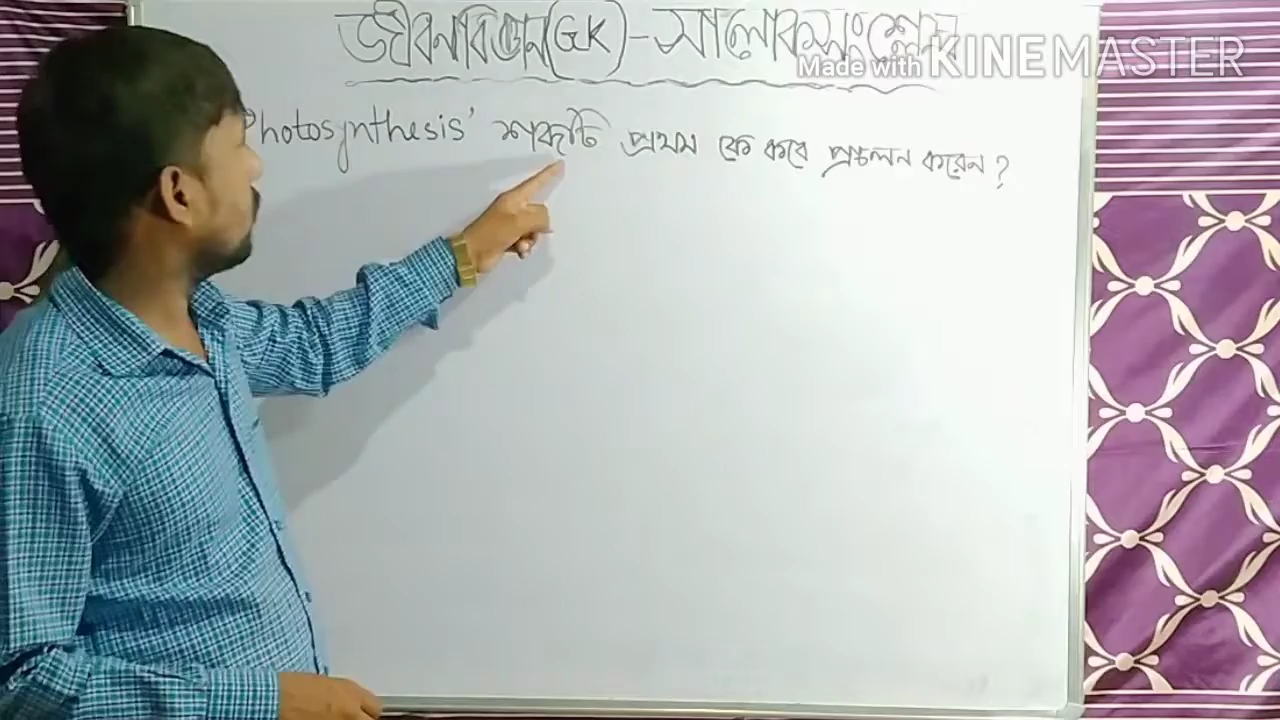 জীবনবিজ্ঞান(GK)-সালোকসংশ্লেষ
Made with KINEMASTER
Photosynthesis' শব্দটি প্রথম কে কবে প্রচলন করেন?